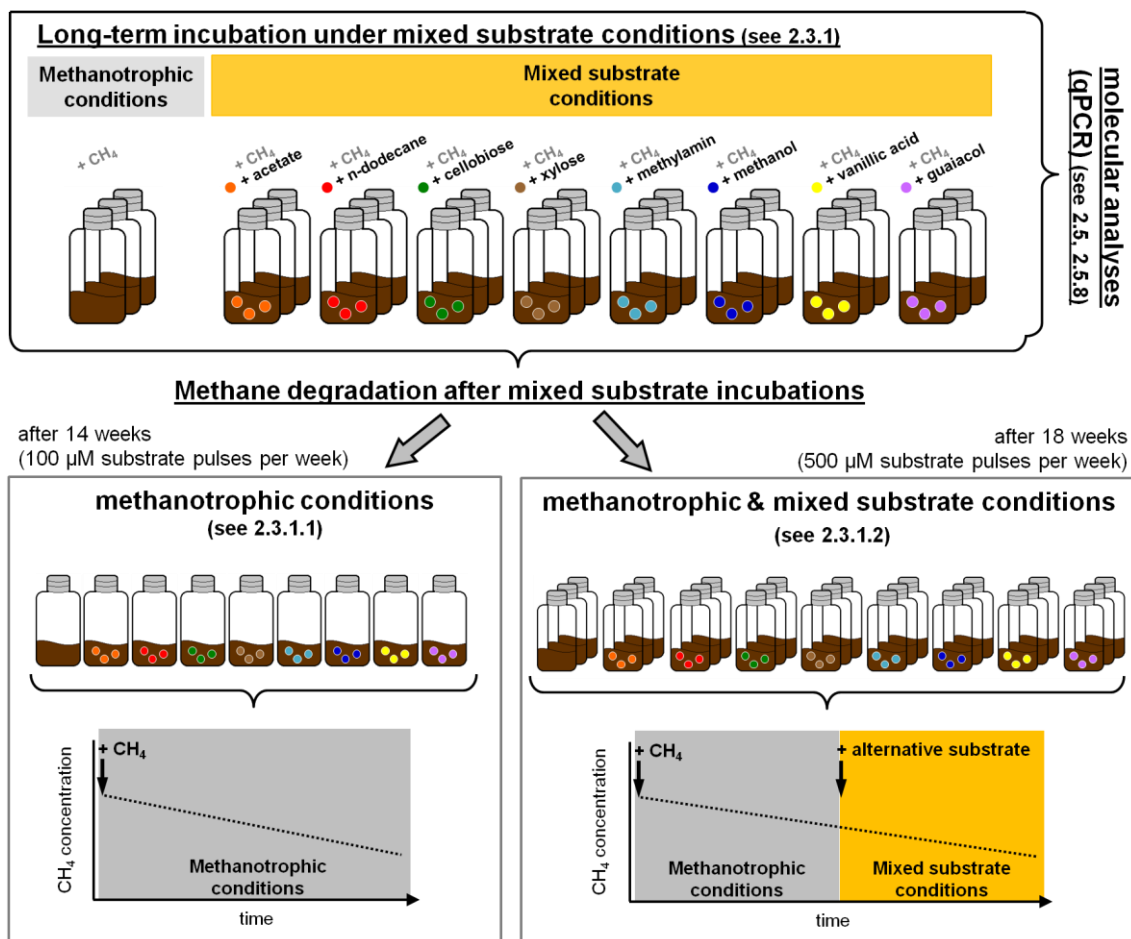 Long-term incubation under mixed substrate conditions (see 2.3.1)
Methanotrophic
conditions
Mixed substrate
conditions
+ CH₄
+ CH₄
+ acetate
+ CH₄
+ n-dodecane
+ CH₄
+ cellobiose
+ CH₄
+ xylose
+ CH₄
+ methylamin
+ CH₄
+ methanol
+ CH₄
+ vanillic acid
+ CH₄
+ guaiacol
molecular analyses
(qPCR) (see 2.5, 2.5.8)
Methane degradation after mixed substrate incubations
after 14 weeks
(100 µM substrate pulses per week)
after 18 weeks
(500 µM substrate pulses per week)
methanotrophic conditions
(see 2.3.1.1)
CH₄ concentration
+ CH₄
Methanotrophic
conditions
time
methanotrophic & mixed substrate conditions
(see 2.3.1.2)
CH₄ concentration
+ CH₄
+ alternative substrate
Methanotrophic
conditions
Mixed substrate
conditions
time